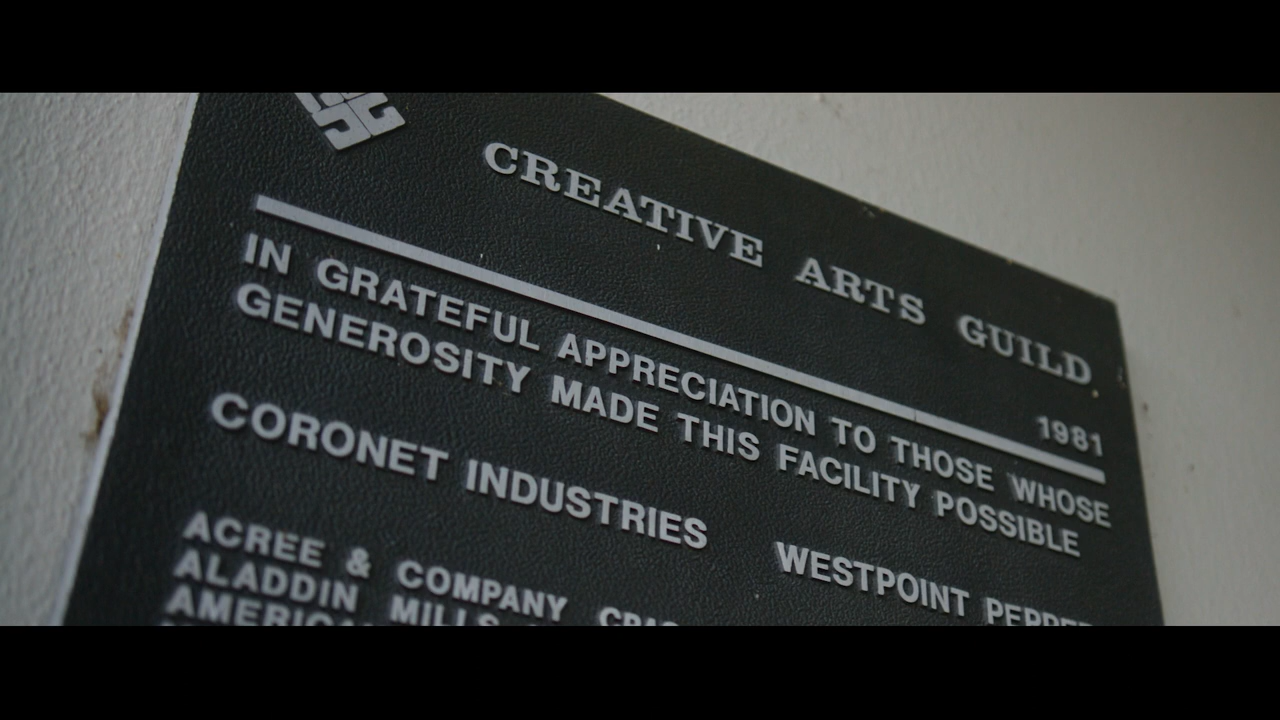 CREATIVE ARTS GUILD
1981
IN GRATEFUL APPRECIATION TO THOSE WHOSE
GENEROSITY MADE THIS FACILITY POSSIBLE
CORONET INDUSTRIES WESTPOINT
ACREE & COMPANY
ALADDIN MILLS